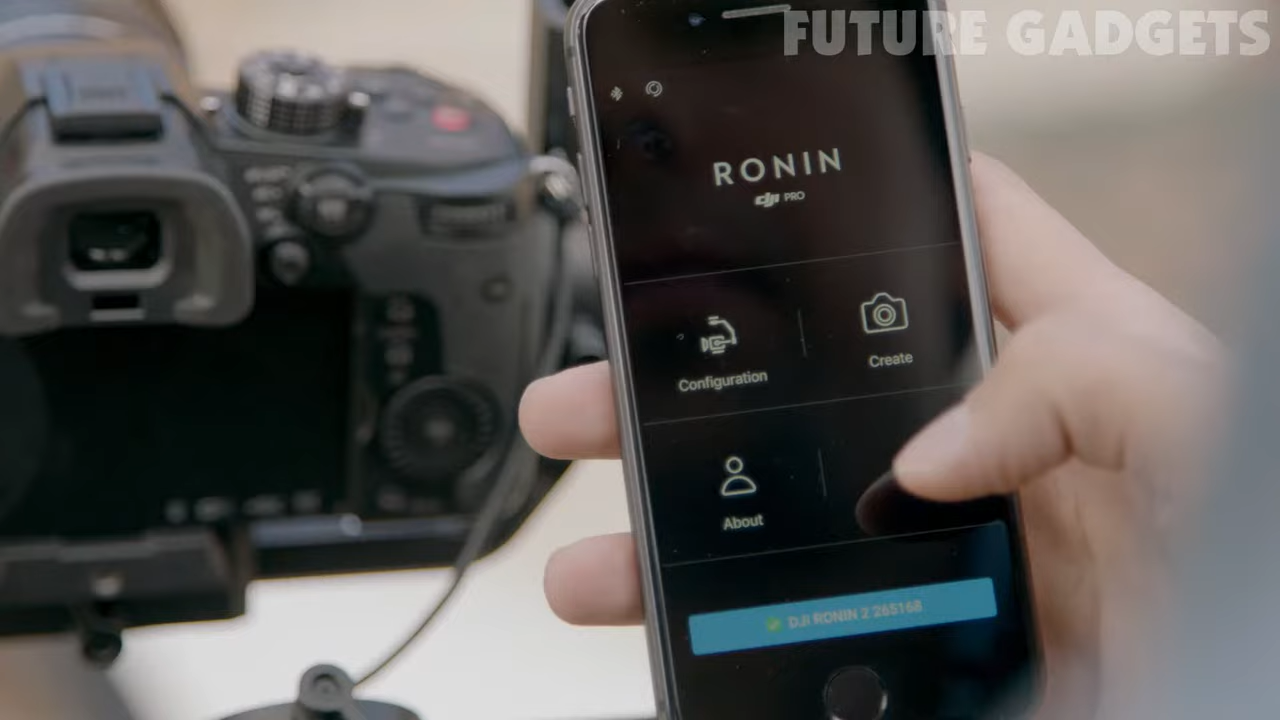 FUTURE GADGETS
RONIN
dji PRO
Configuration
Create
About
DJI RONIN 2 265168